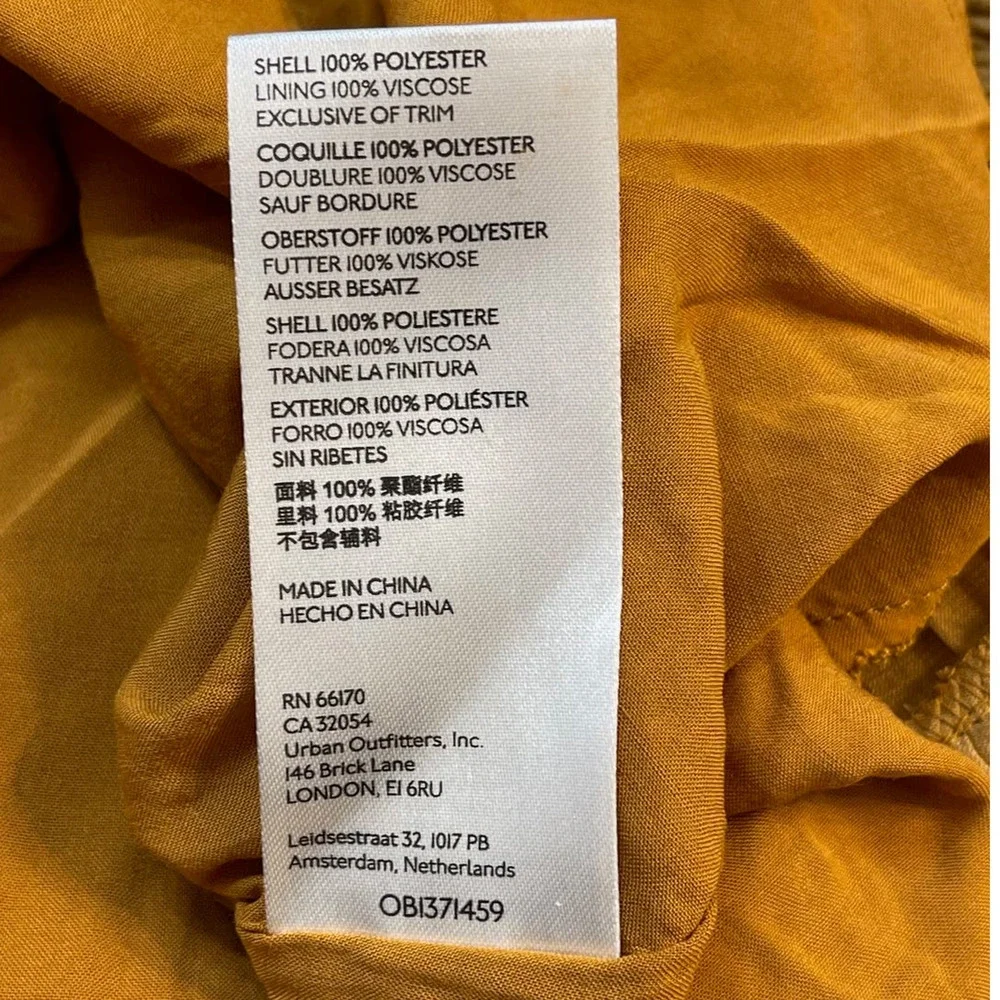 SHELL 100% POLYESTER
LINING 100% VISCOSE
EXCLUSIVE OF TRIM
COQUILLE 100% POLYESTER
DOUBLURE 100% VISCOSE
SAUF BORDURE
OBERSTOFF 100% POLYESTER
FUTTER 100% VISKOSE
AUSSER BESATZ
SHELL 100% POLIESTERE
FODERA 100% VISCOSA
TRANNE LA FINITURA
EXTERIOR 100% POLIÉSTER
FORRO 100% VISCOSA
SIN RIBETES
面料 100% 聚酯纤维
里料 100% 粘胶纤维
不包含辅料
MADE IN CHINA
HECHO EN CHINA
RN 66170
CA 32054
Urban Outfitters, Inc.
146 Brick Lane
LONDON, E1 6RU
Leidsestraat 32, 1017 PB
Amsterdam, Netherlands
OB1371459